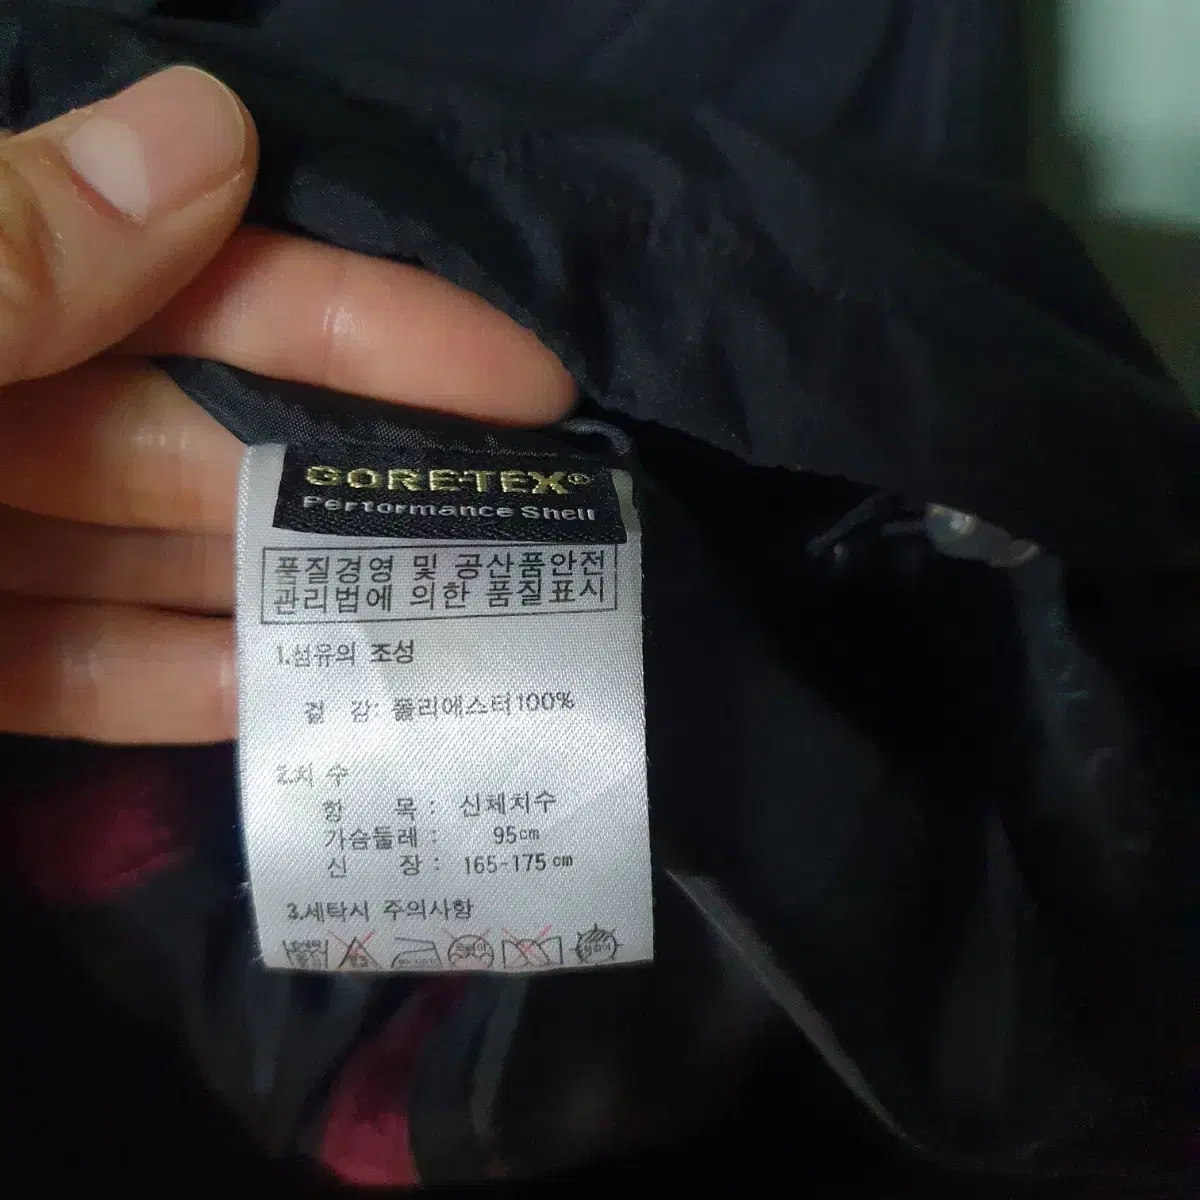 GORE-TEX®
Performance Shell
품질경영 및 공산품안전
관리법에 의한 품질표시
1.섬유의 조성
겉 감: 폴리에스터100%
2.치 수
항 목 : 신체치수
가슴둘레 : 95cm
신 장 : 165-175cm
3.세탁시 주의사항